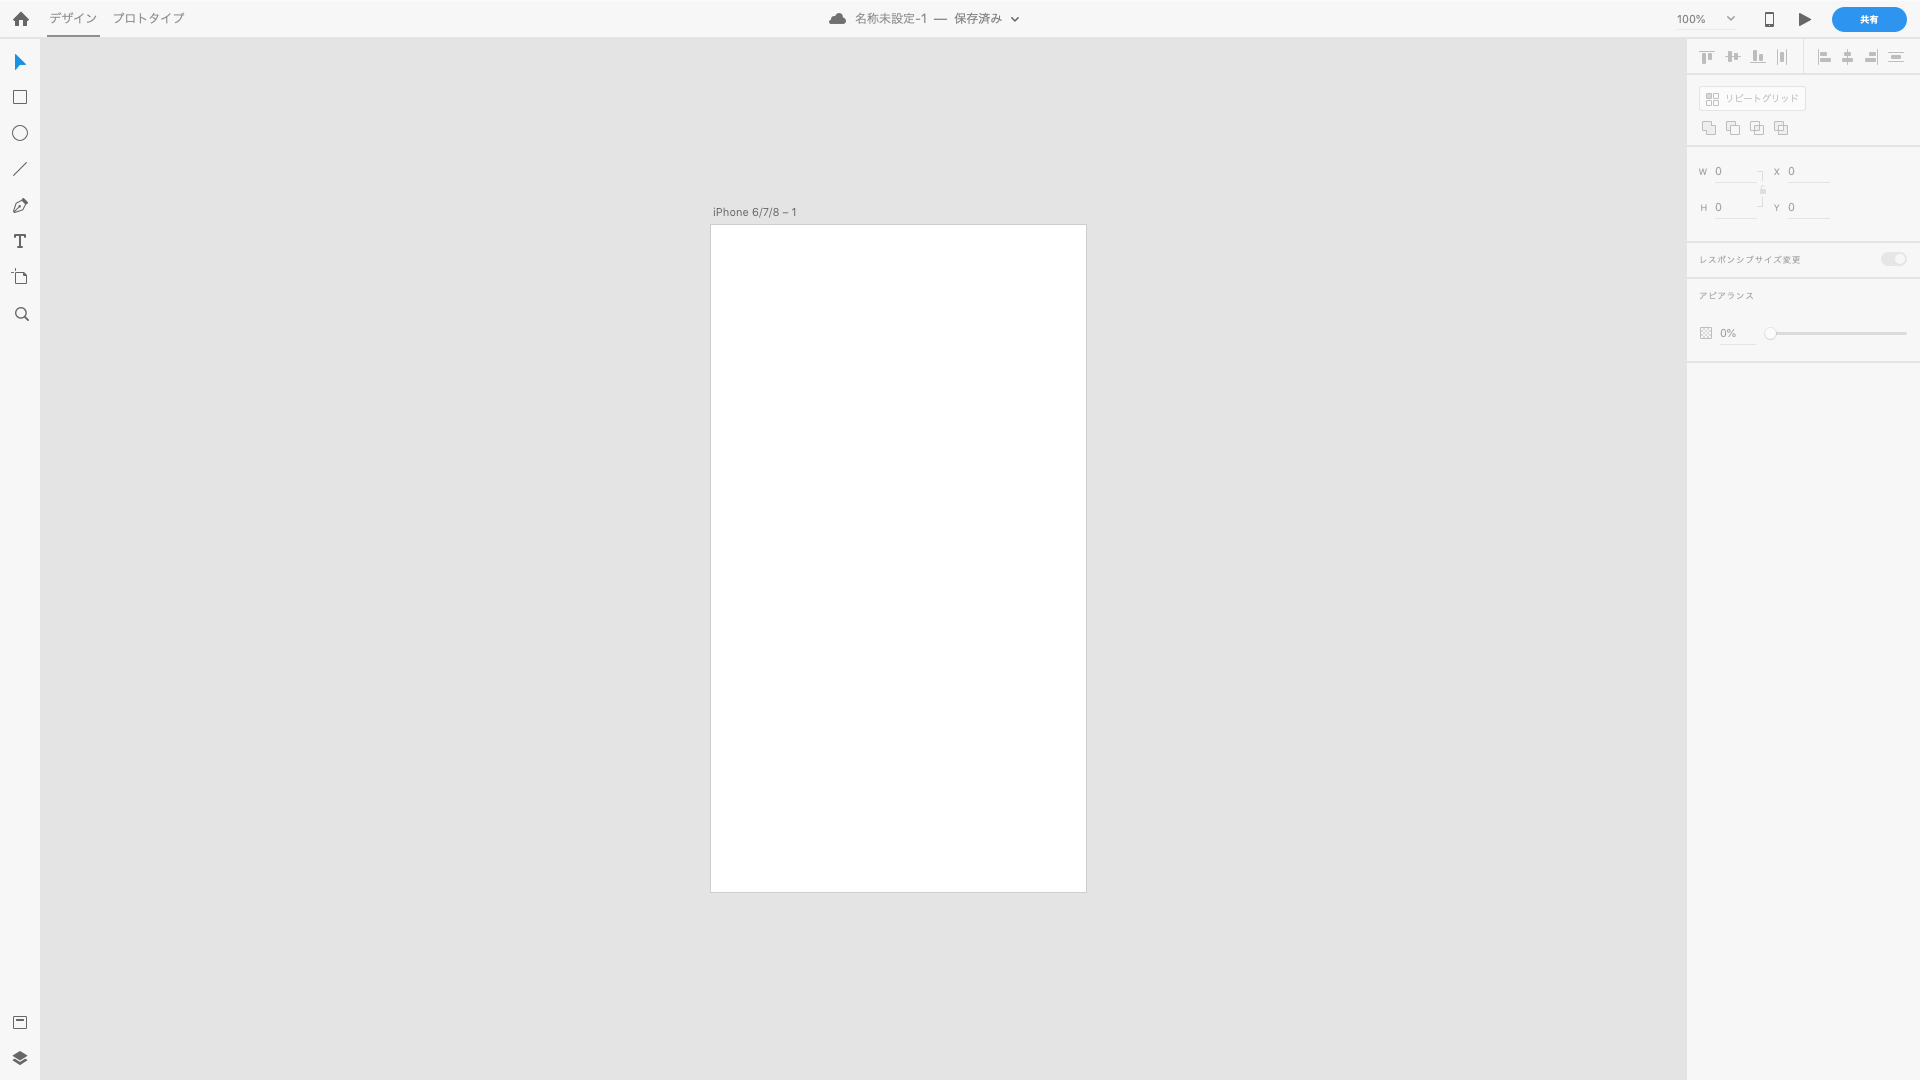 デザイン プロトタイプ 名称未設定-1 — 保存済み 100% 共有
リピートグリッド
W 0 X 0
H 0 Y 0
iPhone 6/7/8 – 1
レスポンシブサイズ変更
アピアランス
0%